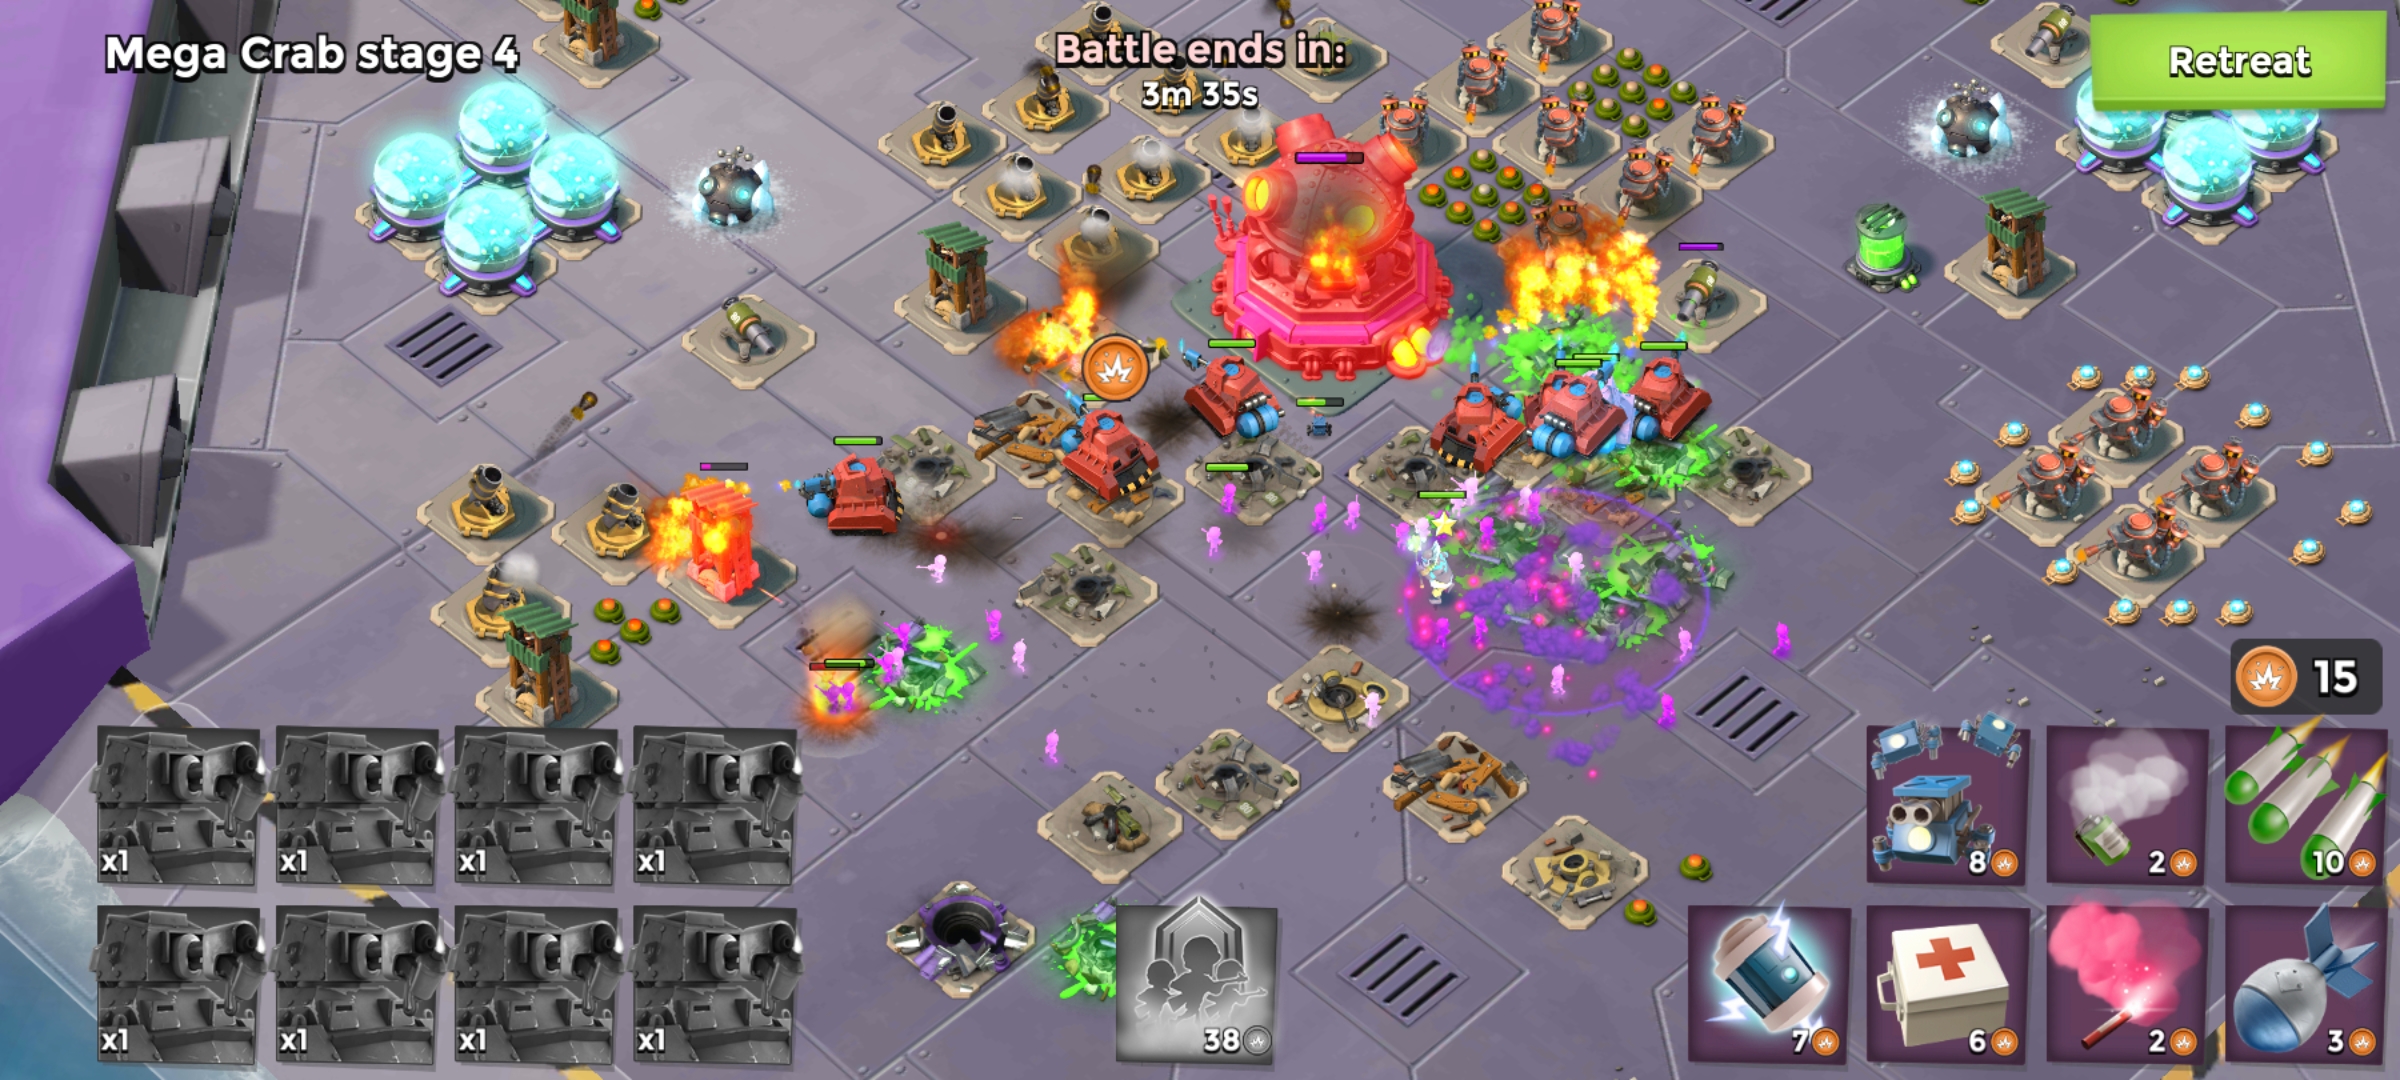 Mega Crab stage 4
Battle ends in:
3m 35s
Retreat
15
8
2
10
x1
x1
x1
x1
x1
x1
x1
x1
38
7
6
2
3